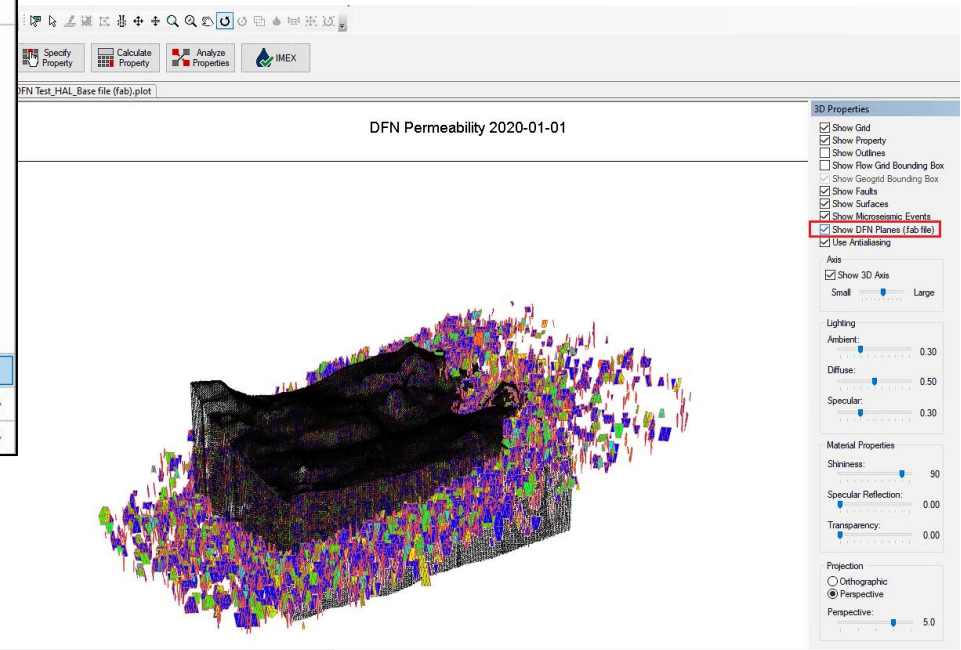 Specify
Property
Calculate
Property
Analyze
Properties
IMEX
DFN Test_HAL_Base file (fab).plot
DFN Permeability 2020-01-01
3D Properties
Show Grid
Show Property
Show Outlines
Show Flow Grid Bounding Box
Show Geogrid Bounding Box
Show Faults
Show Surfaces
Show Microseismic Events
Show DFN Planes (.fab file)
Use Antialiasing
Axis
Show 3D Axis
Small Large
Lighting
Ambient:
0.30
Diffuse:
0.50
Specular:
0.30
Material Properties
Shininess:
90
Specular Reflection:
0.00
Transparency:
0.00
Projection
Orthographic
Perspective
Perspective:
5.0